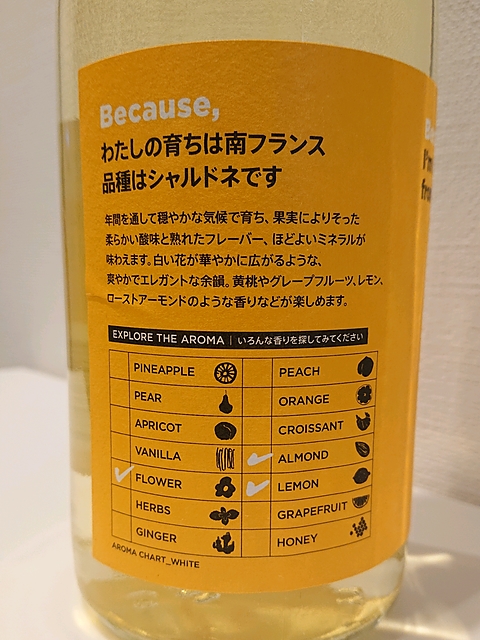 Because,
わたしの育ちは南フランス
品種はシャルドネです
年間を通して穏やかな気候で育ち、果実によりそった
柔らかい酸味と熟れたフレーバー、ほどよいミネラルが
味わえます。白い花が華やかに広がるような、
爽やかでエレガントな余韻。黄桃やグレープフルーツ、レモン、
ローストアーモンドのような香りなどが楽しめます。
EXPLORE THE AROMA | いろんな香りを探してみてください
PINEAPPLE
PEAR
APRICOT
VANILLA
FLOWER
HERBS
GINGER
PEACH
ORANGE
CROISSANT
ALMOND
LEMON
GRAPEFRUIT
HONEY
AROMA CHART_WHITE